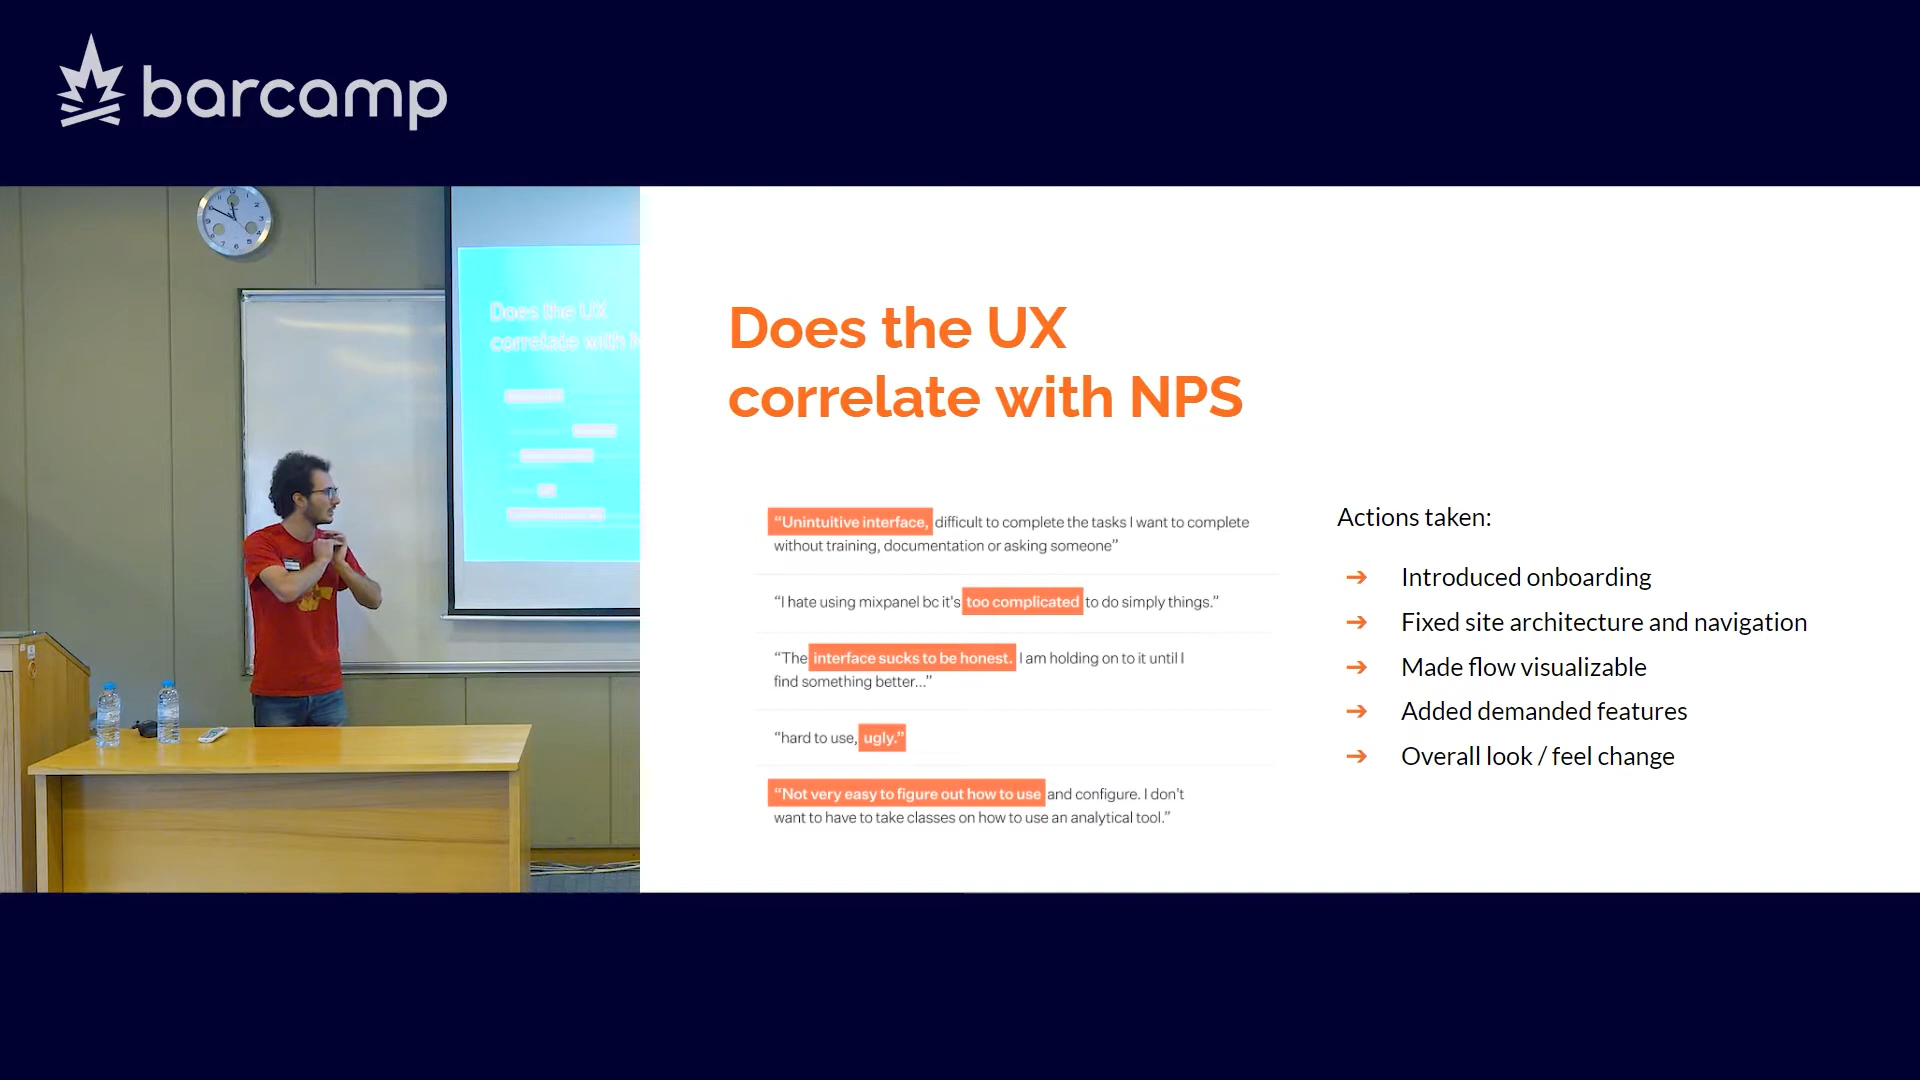 barcamp
Does the UX
correlate with N
Does the UX
correlate with NPS
“Unintuitive interface, difficult to complete the tasks I want to complete
without training, documentation or asking someone”
“I hate using mixpanel bc it's too complicated to do simply things.”
“The interface sucks to be honest. I am holding on to it until I
find something better...”
“hard to use, ugly.”
“Not very easy to figure out how to use and configure. I don't
want to have to take classes on how to use an analytical tool.”
Actions taken:
➔ Introduced onboarding
➔ Fixed site architecture and navigation
➔ Made flow visualizable
➔ Added demanded features
➔ Overall look / feel change